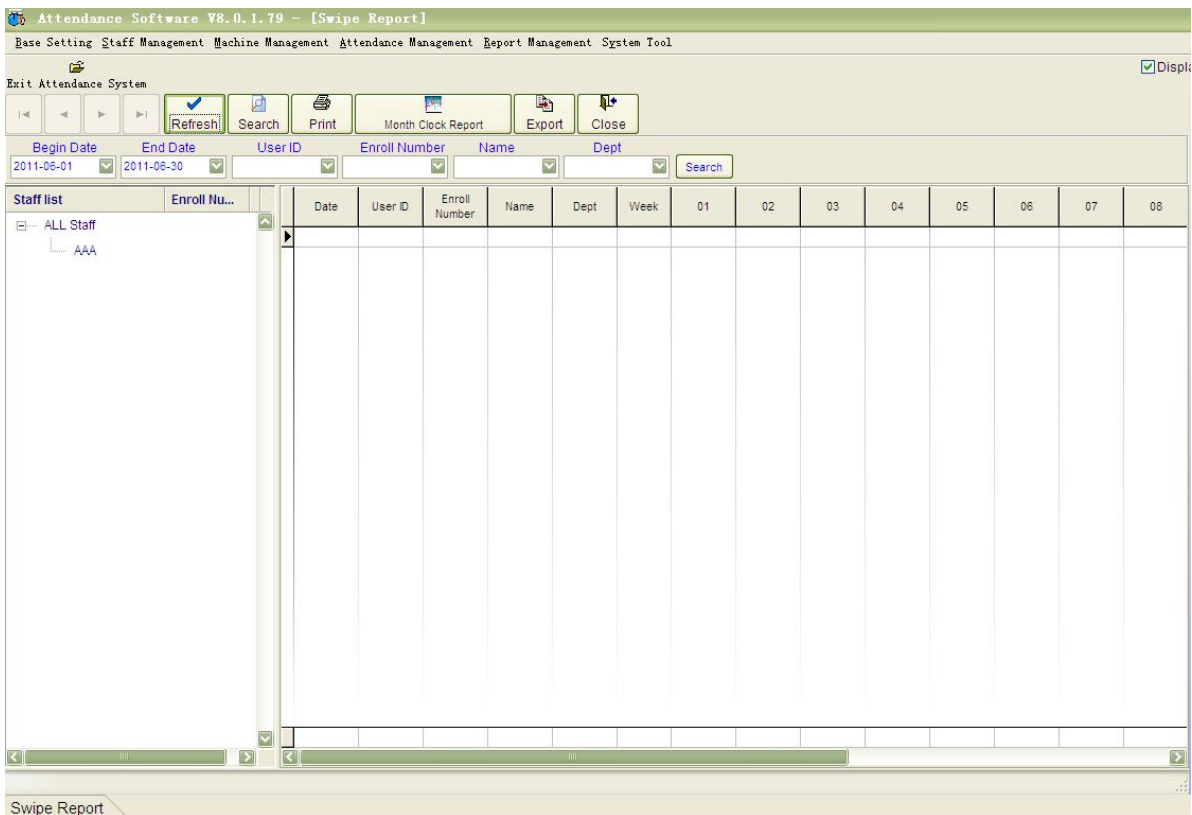 Attendance Software V8.0.1.79 - [Swipe Report]
Base Setting Staff Management Machine Management Attendance Management Report Management System Tool
Exit Attendance System
Displa
Refresh Search Print Month Clock Report Export Close
Begin Date End Date User ID Enroll Number Name Dept
2011-06-01 2011-06-30 Search
Staff list Enroll Nu...
Date User ID Enroll Number Name Dept Week 01 02 03 04 05 06 07 08
ALL Staff
AAA
Swipe Report